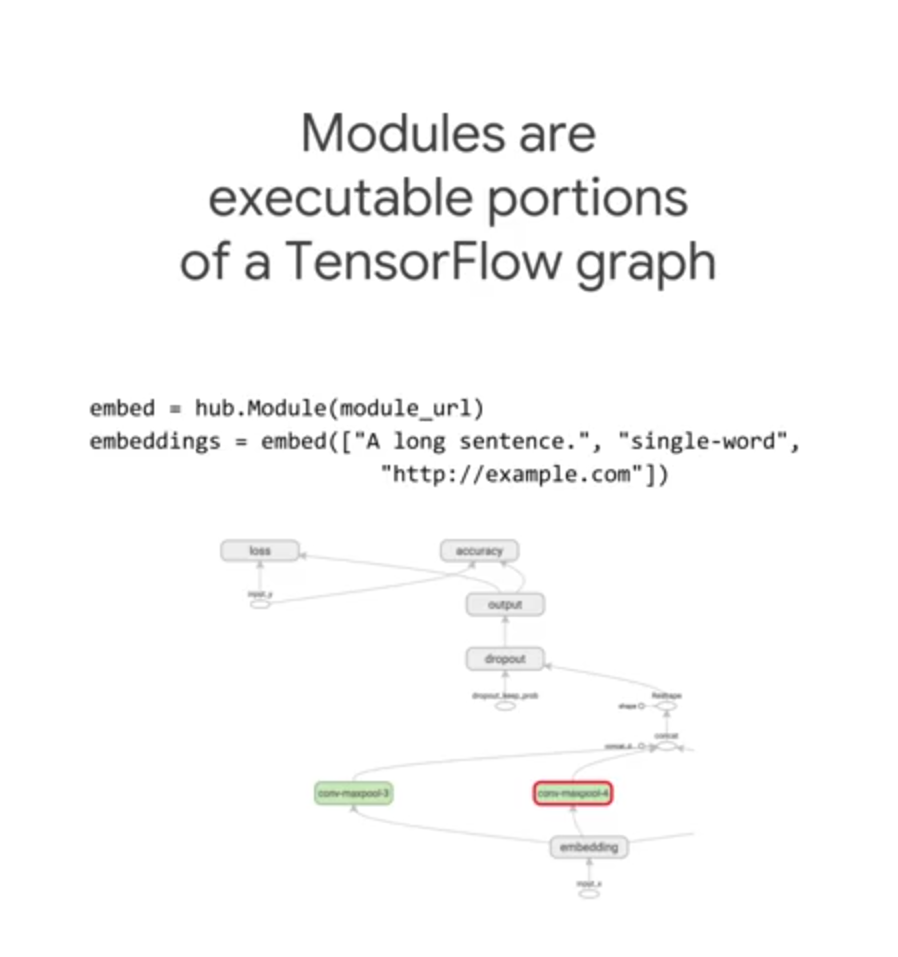 Modules are
executable portions
of a TensorFlow graph
embed = hub.Module(module_url)
embeddings = embed(["A long sentence.", "single-word",
"http://example.com"])
loss
accuracy
input_y
output
dropout
dropout_keep_prob
Reshape
shape
concat
conv-maxpool-3
conv-maxpool-4
embedding
input_x